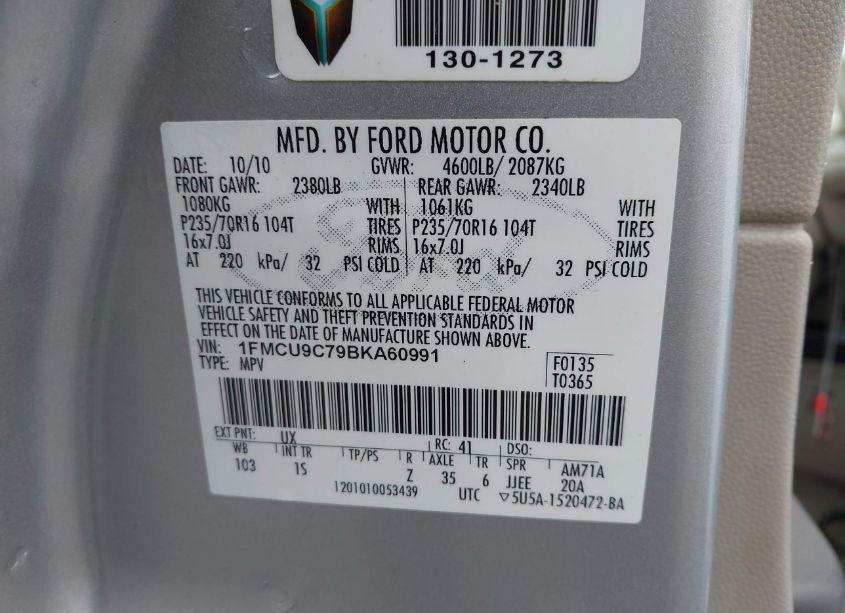 130-1273
MFD. BY FORD MOTOR CO.
DATE: 10/10 GVWR: 4600LB/ 2087KG
FRONT GAWR: 2380LB REAR GAWR: 2340LB
1080KG WITH 1061KG WITH
P235/70R16 104T TIRES P235/70R16 104T TIRES
16x7.0J RIMS 16x7.0J RIMS
AT 220 kPa/ 32 PSI COLD AT 220 kPa/ 32 PSI COLD
THIS VEHICLE CONFORMS TO ALL APPLICABLE FEDERAL MOTOR
VEHICLE SAFETY AND THEFT PREVENTION STANDARDS IN
EFFECT ON THE DATE OF MANUFACTURE SHOWN ABOVE.
VIN: 1FMCU9C79BKA60991
TYPE: MPV
F0135
T0365
EXT PNT: UX RC: 41 DSO:
WB INT TR TP/PS R AXLE TR SPR AM71A
103 1S Z 35 6 JJEE 20A
1201010053439 UTC ▽5U5A-1520472-BA
Ford